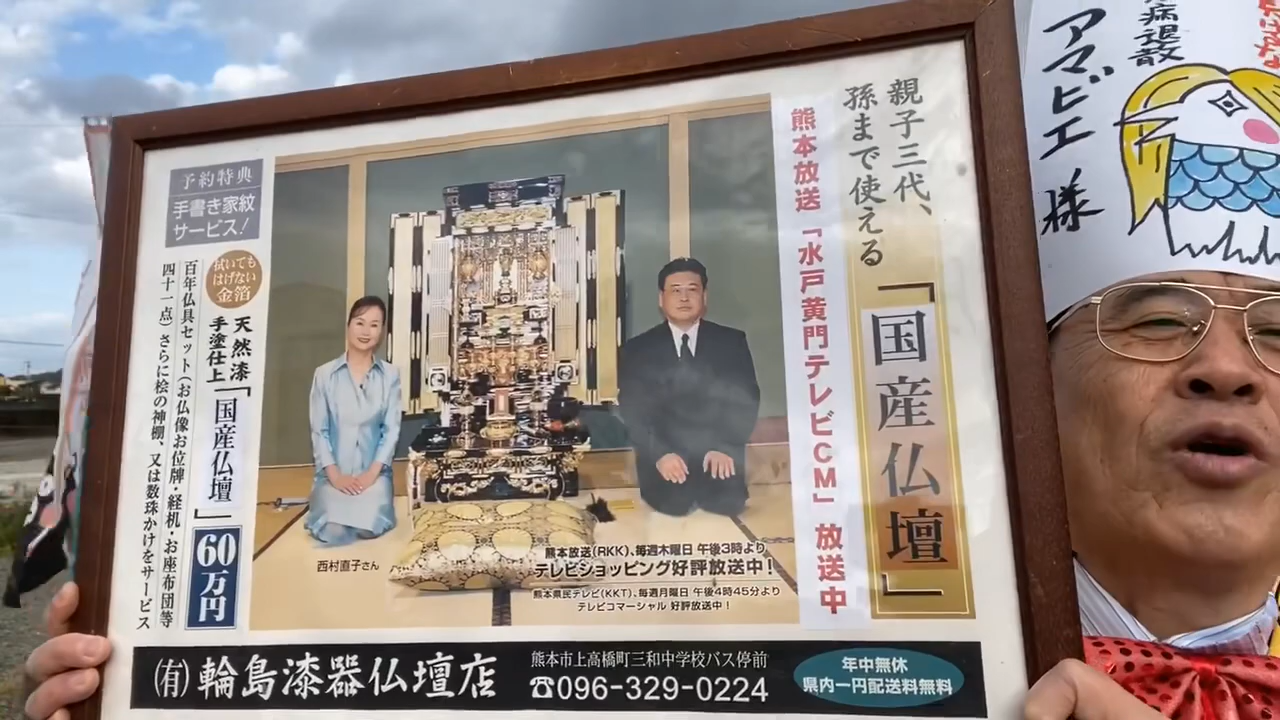 病退散
アマビエ様
親子三代、
孫まで使える
「国産仏壇」
熊本放送「水戸黄門テレビCM」放送中
予約特典
手書き家紋
サービス!
拭いても
はげない
金箔
天然漆
手塗仕上
「国産仏壇」
60万円
百年仏具セット(お仏像お位牌・経机・お座布団等
四十一点)さらに桧の神棚、又は数珠かけをサービス
西村直子さん
熊本放送(RKK)、毎週木曜日 午後3時より
テレビショッピング好評放送中!
熊本県民テレビ(KKT)、毎週月曜日 午後4時45分より
テレビコマーシャル 好評放送中!
(有)輪島漆器仏壇店
熊本市上高橋町三和中学校バス停前
☎096-329-0224
年中無休
県内一円配送料無料